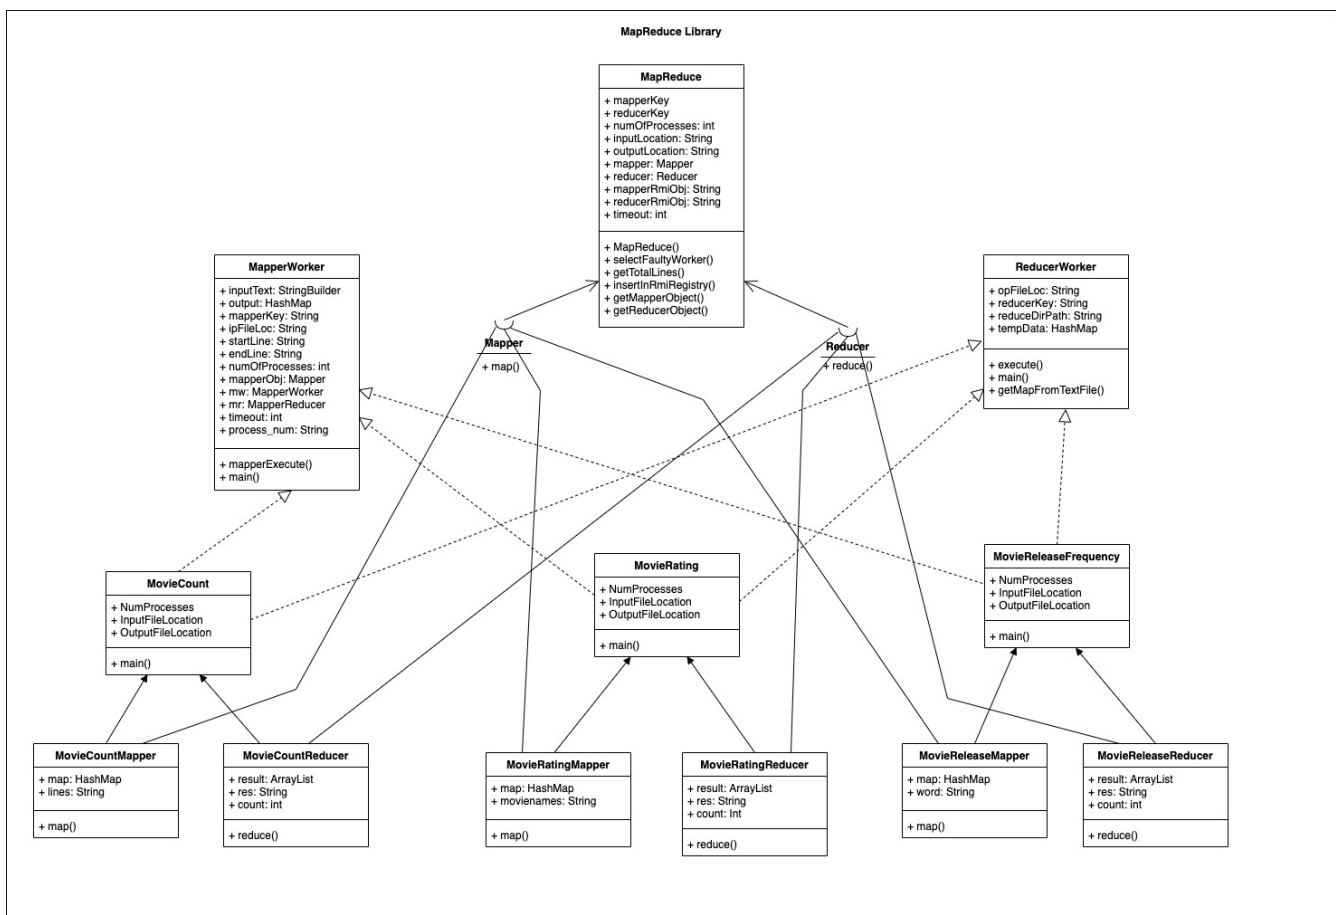 MapReduce Library
MapReduce
+ mapperKey
+ reducerKey
+ numOfProcesses: int
+ inputLocation: String
+ outputLocation: String
+ mapper: Mapper
+ reducer: Reducer
+ mapperRmiObj: String
+ reducerRmiObj: String
+ timeout: int
+ MapReduce()
+ selectFaultyWorker()
+ getTotalLines()
+ insertInRmiRegistry()
+ getMapperObject()
+ getReducerObject()
MapperWorker
+ inputText: StringBuilder
+ output: HashMap
+ mapperKey: String
+ ipFileLoc: String
+ startLine: String
+ endLine: String
+ numOfProcesses: int
+ mapperObj: Mapper
+ mw: MapperWorker
+ mr: MapperReducer
+ timeout: int
+ process_num: String
+ mapperExecute()
+ main()
Mapper
+ map()
Reducer
+ reduce()
ReducerWorker
+ opFileLoc: String
+ reducerKey: String
+ reduceDirPath: String
+ tempData: HashMap
+ execute()
+ main()
+ getMapFromTextFile()
MovieCount
+ NumProcesses
+ InputFileLocation
+ OutputFileLocation
+ main()
MovieRating
+ NumProcesses
+ InputFileLocation
+ OutputFileLocation
+ main()
MovieReleaseFrequency
+ NumProcesses
+ InputFileLocation
+ OutputFileLocation
+ main()
MovieCountMapper
+ map: HashMap
+ lines: String
+ map()
MovieCountReducer
+ result: ArrayList
+ res: String
+ count: int
+ reduce()
MovieRatingMapper
+ map: HashMap
+ movienames: String
+ map()
MovieRatingReducer
+ result: ArrayList
+ res: String
+ count: Int
+ reduce()
MovieReleaseMapper
+ map: HashMap
+ word: String
+ map()
MovieReleaseReducer
+ result: ArrayList
+ res: String
+ count: int
+ reduce()